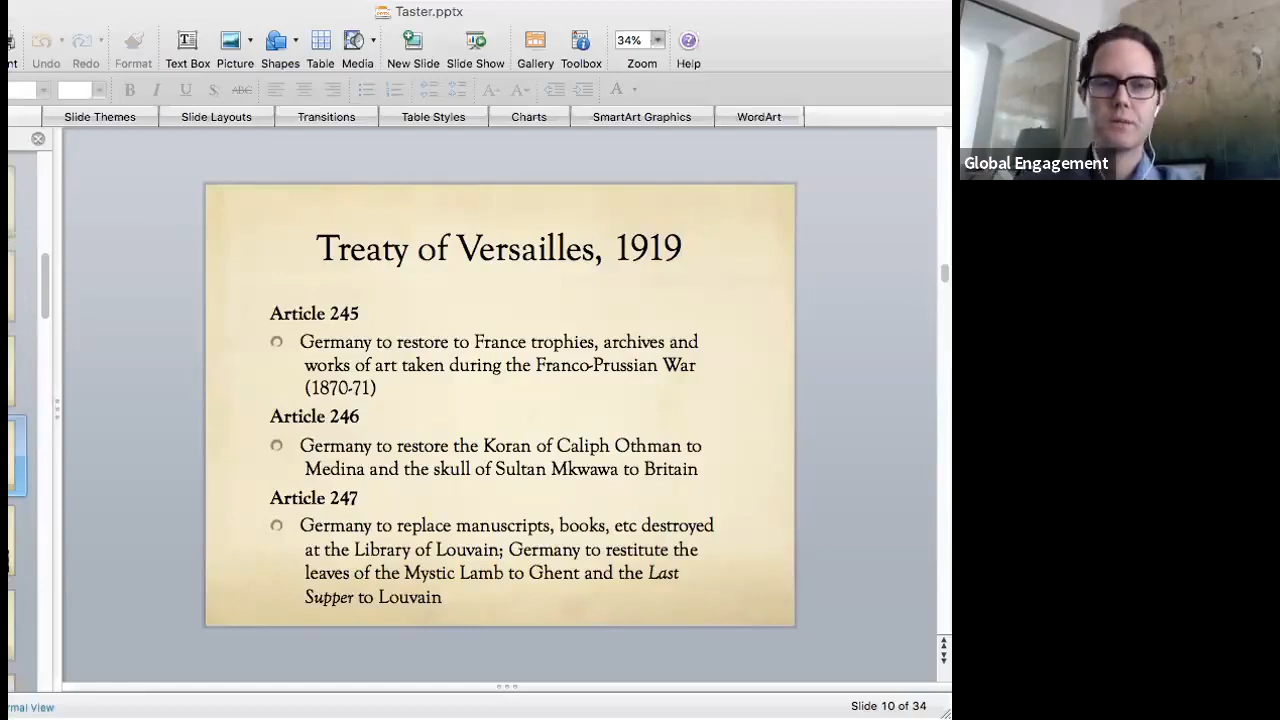 Taster.pptx
Undo
Redo
Format
Text Box
Picture
Shapes
Table
Media
New Slide
Slide Show
Gallery
Toolbox
34%
Zoom
Help
B I U S ABC
A A A
Slide Themes
Slide Layouts
Transitions
Table Styles
Charts
SmartArt Graphics
WordArt
Global Engagement
Treaty of Versailles, 1919
Article 245
Germany to restore to France trophies, archives and
works of art taken during the Franco-Prussian War
(1870-71)
Article 246
Germany to restore the Koran of Caliph Othman to
Medina and the skull of Sultan Mkwawa to Britain
Article 247
Germany to replace manuscripts, books, etc destroyed
at the Library of Louvain; Germany to restitute the
leaves of the Mystic Lamb to Ghent and the Last
Supper to Louvain
View
Slide 10 of 34